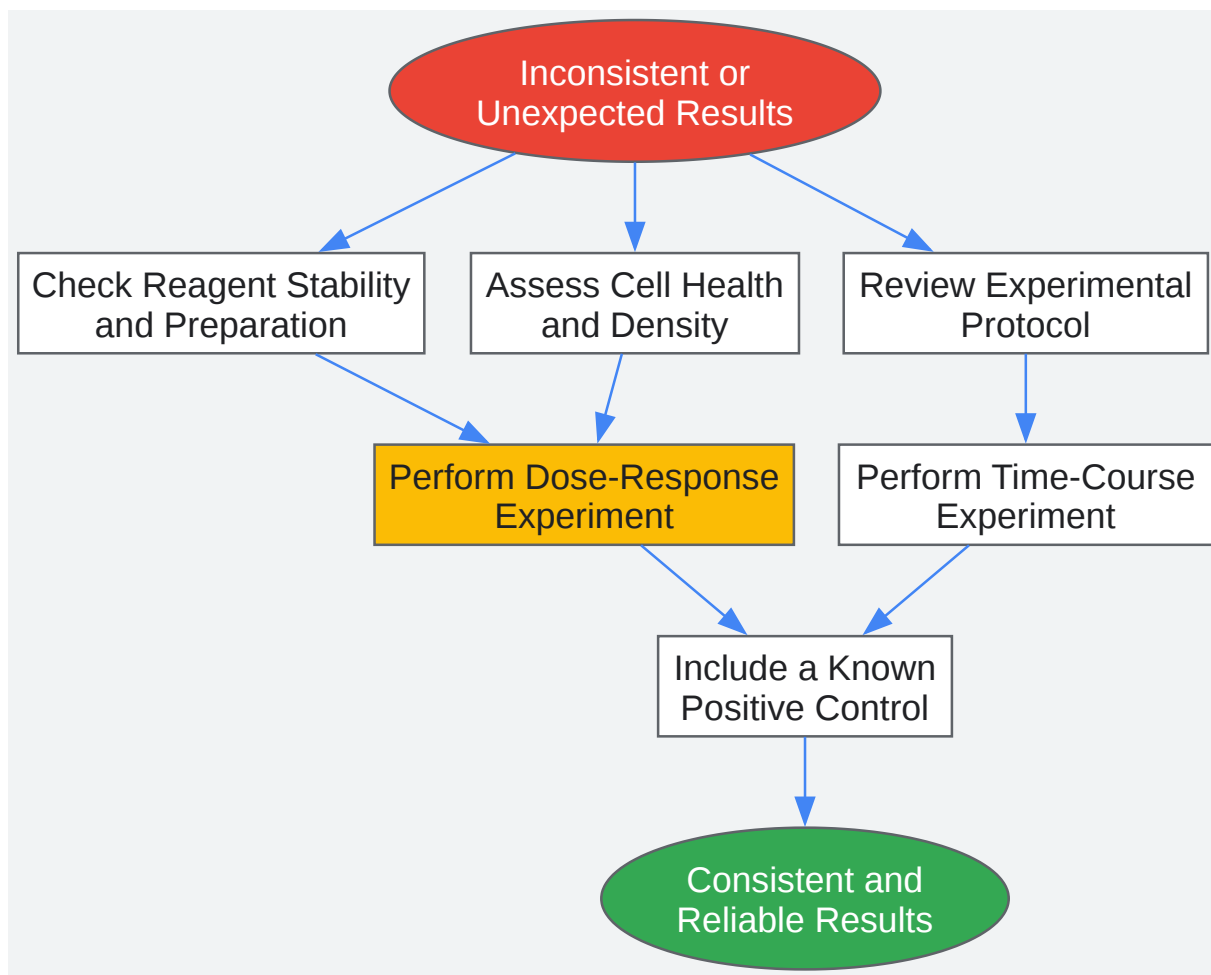 Inconsistent or
Unexpected Results
Check Reagent Stability
and Preparation
Assess Cell Health
and Density
Review Experimental
Protocol
Perform Dose-Response
Experiment
Perform Time-Course
Experiment
Include a Known
Positive Control
Consistent and
Reliable Results